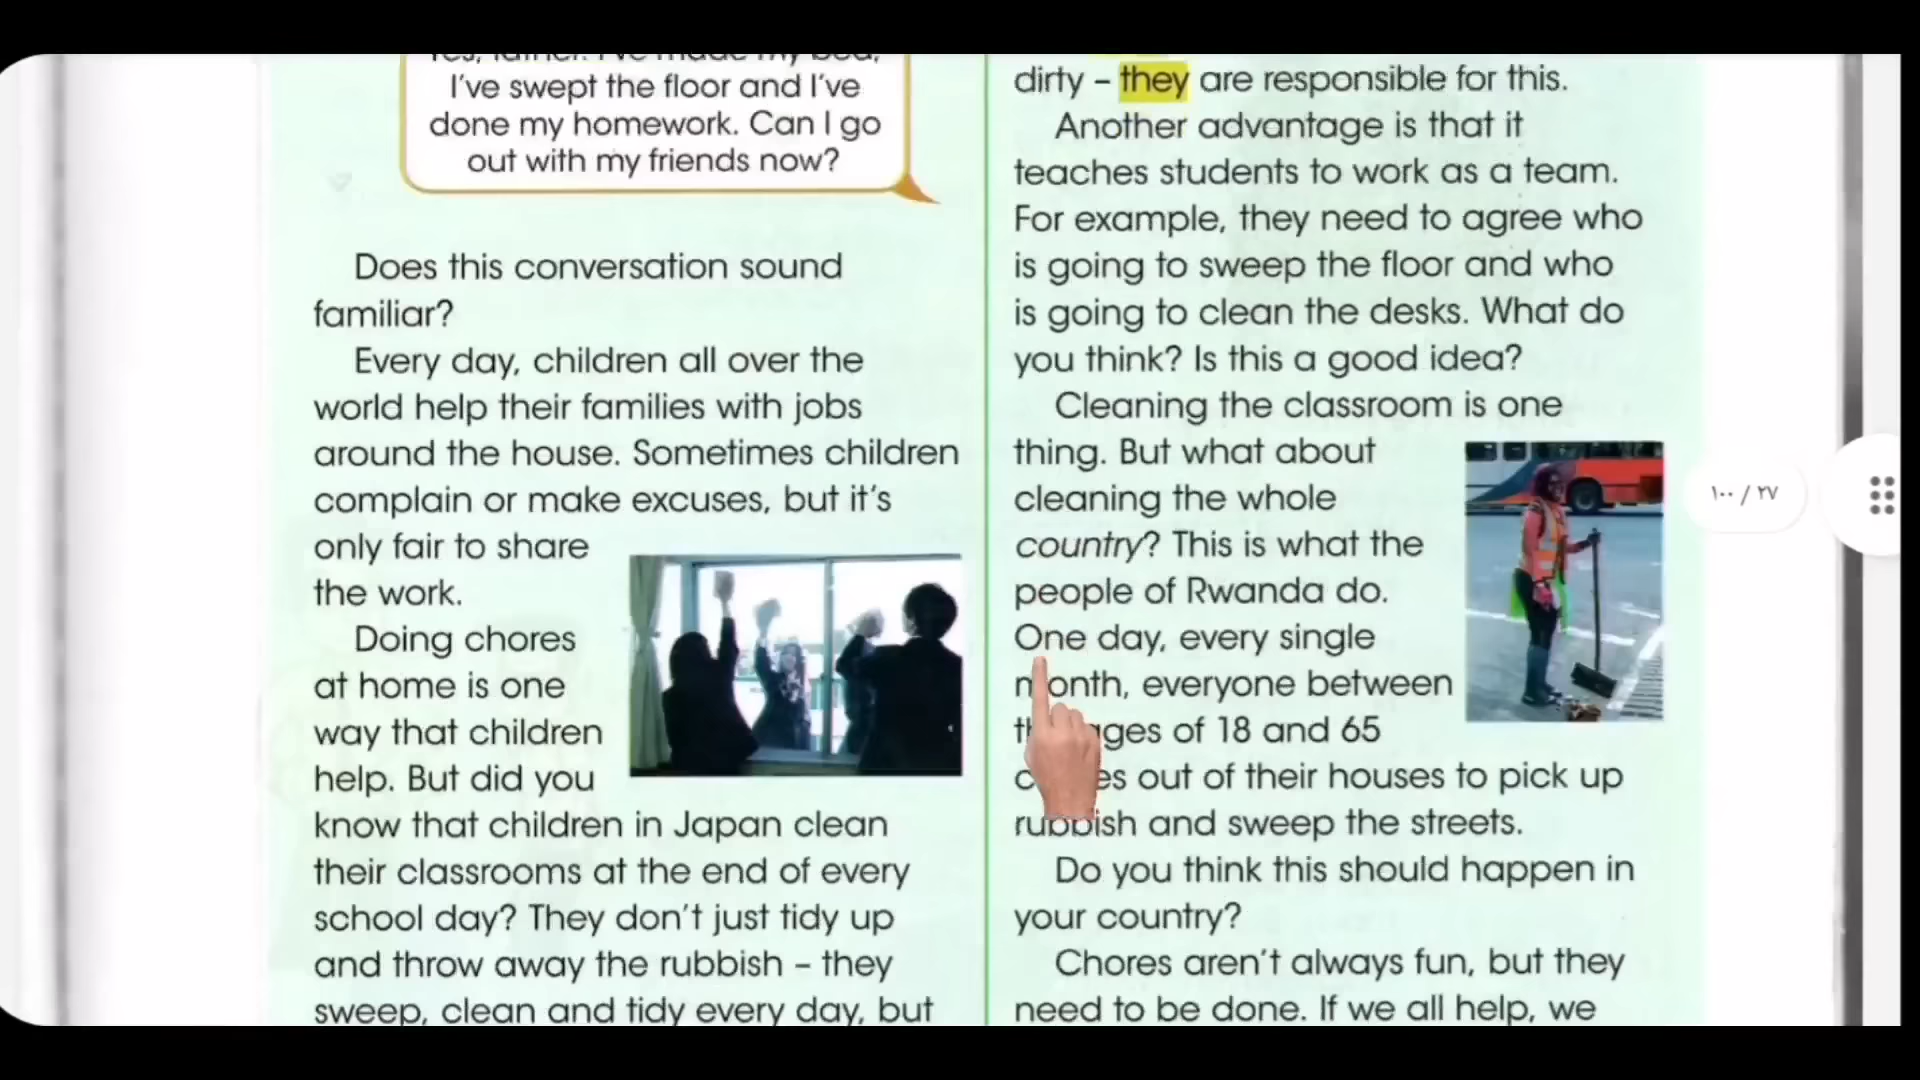 I've swept the floor and I've
done my homework. Can I go
out with my friends now?
Does this conversation sound
familiar?
Every day, children all over the
world help their families with jobs
around the house. Sometimes children
complain or make excuses, but it's
only fair to share
the work.
Doing chores
at home is one
way that children
help. But did you
know that children in Japan clean
their classrooms at the end of every
school day? They don't just tidy up
and throw away the rubbish – they
sweep, clean and tidy every day, but
dirty – they are responsible for this.
Another advantage is that it
teaches students to work as a team.
For example, they need to agree who
is going to sweep the floor and who
is going to clean the desks. What do
you think? Is this a good idea?
Cleaning the classroom is one
thing. But what about
cleaning the whole
country? This is what the
people of Rwanda do.
One day, every single
month, everyone between
ages of 18 and 65
out of their houses to pick up
rubbish and sweep the streets.
Do you think this should happen in
your country?
Chores aren't always fun, but they
need to be done. If we all help, we
١٠٠ / ٢٧